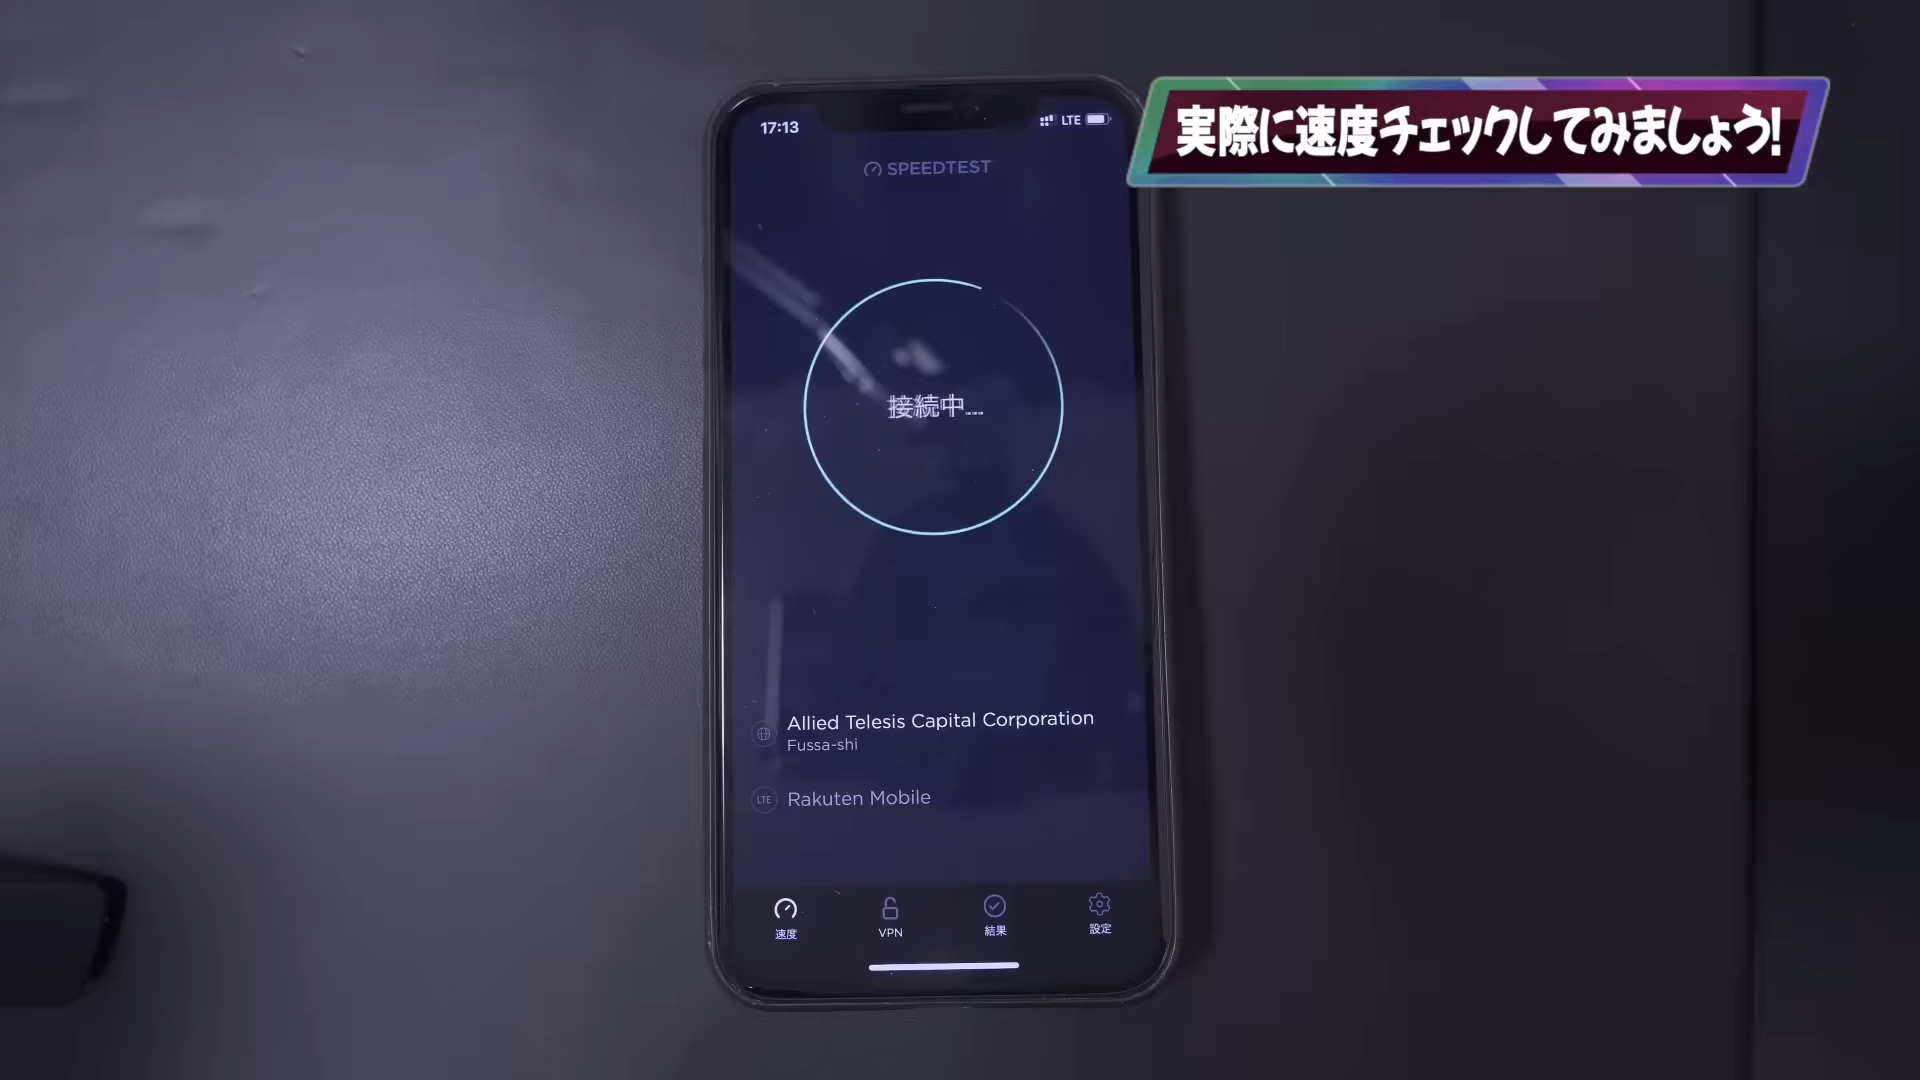 実際に速度チェックしてみましょう!
17:13
LTE
SPEEDTEST
接続中...
Allied Telesis Capital Corporation
Fussa-shi
LTE
Rakuten Mobile
速度
VPN
結果
設定